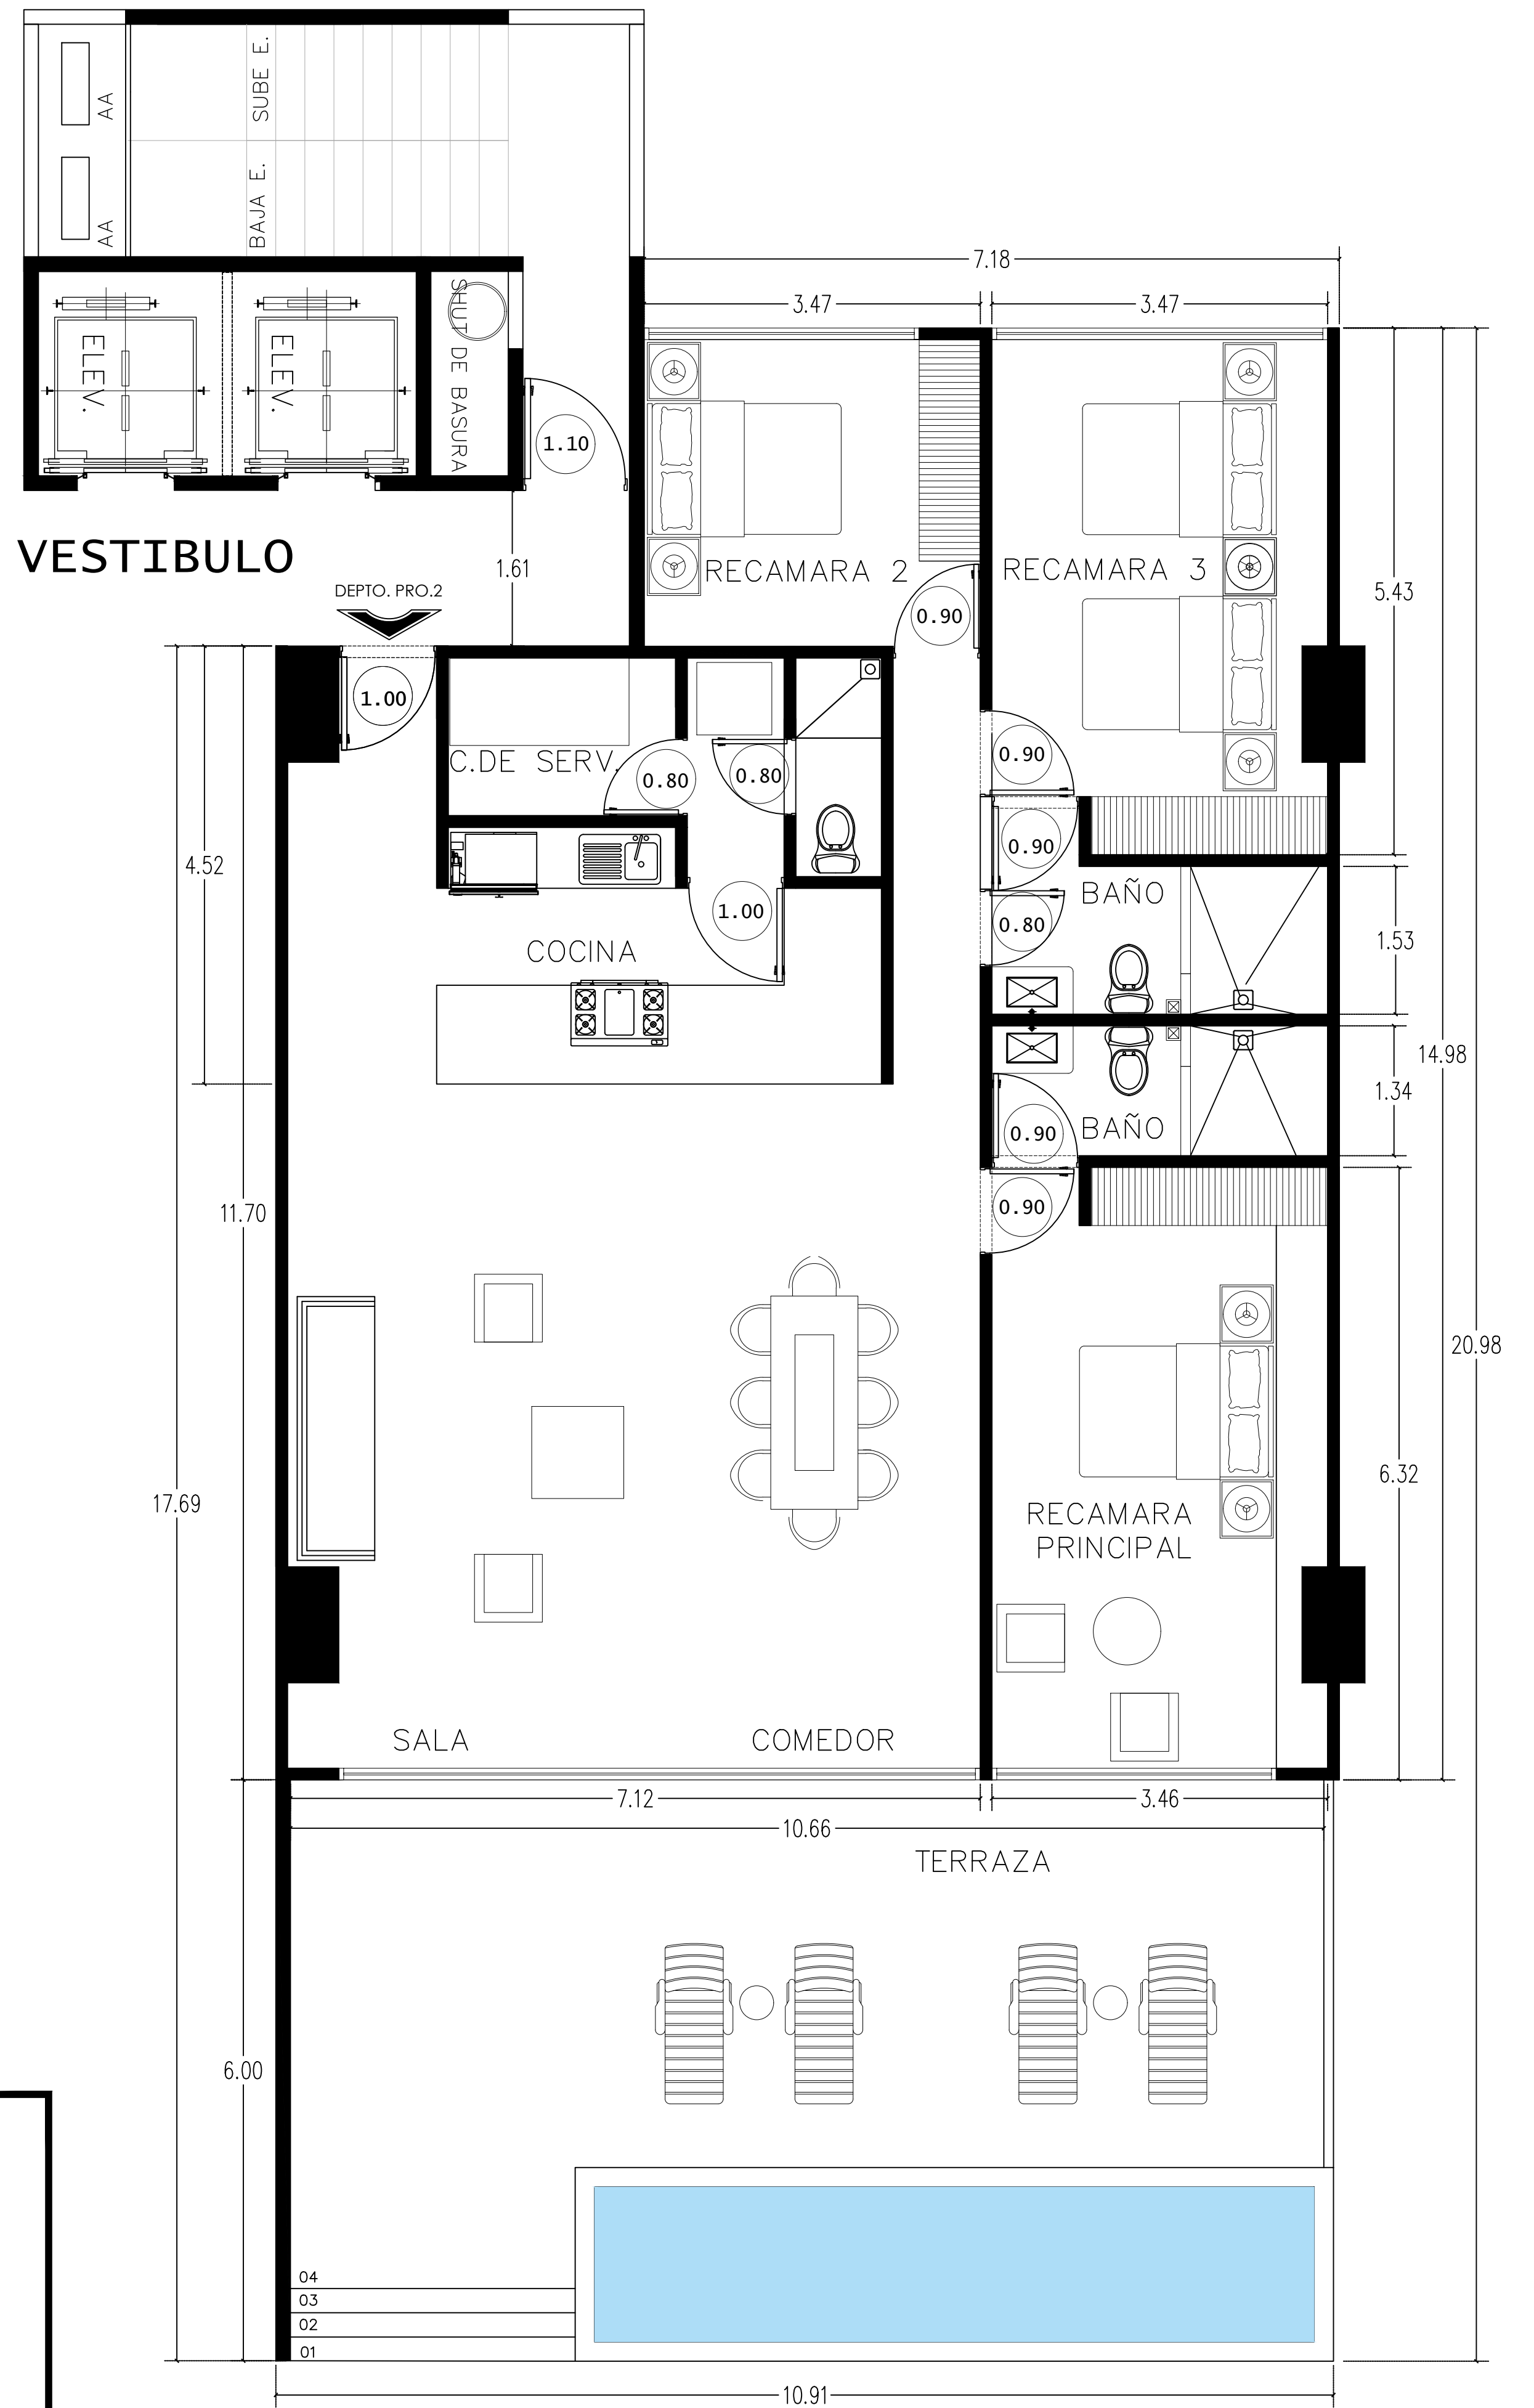 SUBE E.
AA
BAJA E.
AA
7.18
3.47
3.47
ELEV.
ELEV.
SHUT DE BASURA
1.10
VESTIBULO
1.61
RECAMARA 2
RECAMARA 3
5.43
DEPTO. PRO.2
0.90
1.00
C.DE SERV.
0.80
0.80
0.90
4.52
0.90
BAÑO
1.00
0.80
1.53
COCINA
14.98
1.34
BAÑO
0.90
11.70
0.90
20.98
6.32
17.69
RECAMARA
PRINCIPAL
SALA
COMEDOR
7.12
3.46
10.66
TERRAZA
6.00
04
03
02
01
10.91